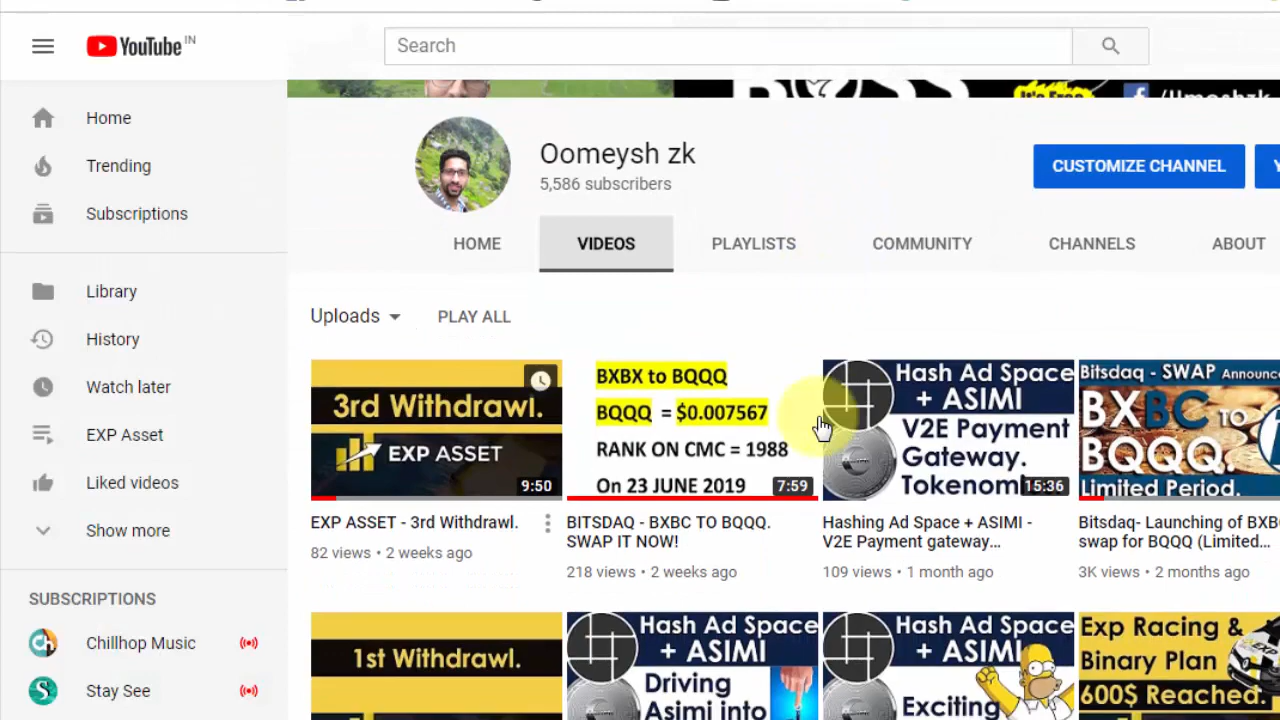 YouTube IN
Search
Home
Trending
Subscriptions
Library
History
Watch later
EXP Asset
Liked videos
Show more
SUBSCRIPTIONS
Chillhop Music
Stay See
It's Free
Oomeysh zk
5,586 subscribers
CUSTOMIZE CHANNEL
HOME
VIDEOS
PLAYLISTS
COMMUNITY
CHANNELS
ABOUT
Uploads
PLAY ALL
3rd Withdrawl.
EXP ASSET
9:50
EXP ASSET - 3rd Withdrawl.
82 views • 2 weeks ago
BXBX to BQQQ
BQQQ = $0.007567
RANK ON CMC = 1988
On 23 JUNE 2019
7:59
BITSDAQ - BXBC TO BQQQ.
SWAP IT NOW!
218 views • 2 weeks ago
Hash Ad Space
+ ASIMI
V2E Payment
Gateway.
15:36
Hashing Ad Space + ASIMI -
V2E Payment gateway…
109 views • 1 month ago
Bitsdaq - SWAP
BXBC TO
BQQQ.
Limited Period.
Bitsdaq- Launching of
swap for BQQQ (Limited…
3K views • 2 months ago
1st Withdrawl.
Hash Ad Space
+ ASIMI
Driving
Asimi into
Hash Ad Space
+ ASIMI
Exciting
Exp Racing &
Binary Plan
600$ Reached.